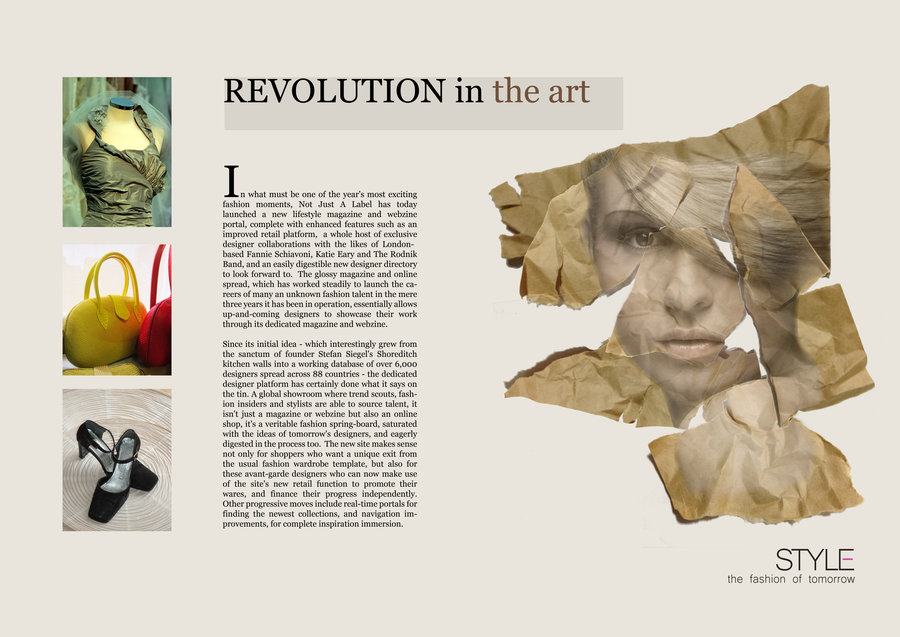 REVOLUTION in the art
In what must be one of the year's most exciting
fashion moments, Not Just A Label has today
launched a new lifestyle magazine and webzine
portal, complete with enhanced features such as an
improved retail platform, a whole host of exclusive
designer collaborations with the likes of London-
based Fannie Schiavoni, Katie Eary and The Rodnik
Band, and an easily digestible new designer directory
to look forward to. The glossy magazine and online
spread, which has worked steadily to launch the ca-
reers of many an unknown fashion talent in the mere
three years it has been in operation, essentially allows
up-and-coming designers to showcase their work
through its dedicated magazine and webzine.
Since its initial idea - which interestingly grew from
the sanctum of founder Stefan Siegel's Shoreditch
kitchen walls into a working database of over 6,000
designers spread across 88 countries - the dedicated
designer platform has certainly done what it says on
the tin. A global showroom where trend scouts, fash-
ion insiders and stylists are able to source talent, it
isn't just a magazine or webzine but also an online
shop, it's a veritable fashion spring-board, saturated
with the ideas of tomorrow's designers, and eagerly
digested in the process too. The new site makes sense
not only for shoppers who want a unique exit from
the usual fashion wardrobe template, but also for
these avant-garde designers who can now make use
of the site's new retail function to promote their
wares, and finance their progress independently.
Other progressive moves include real-time portals for
finding the newest collections, and navigation im-
provements, for complete inspiration immersion.
STYLE
the fashion of tomorrow